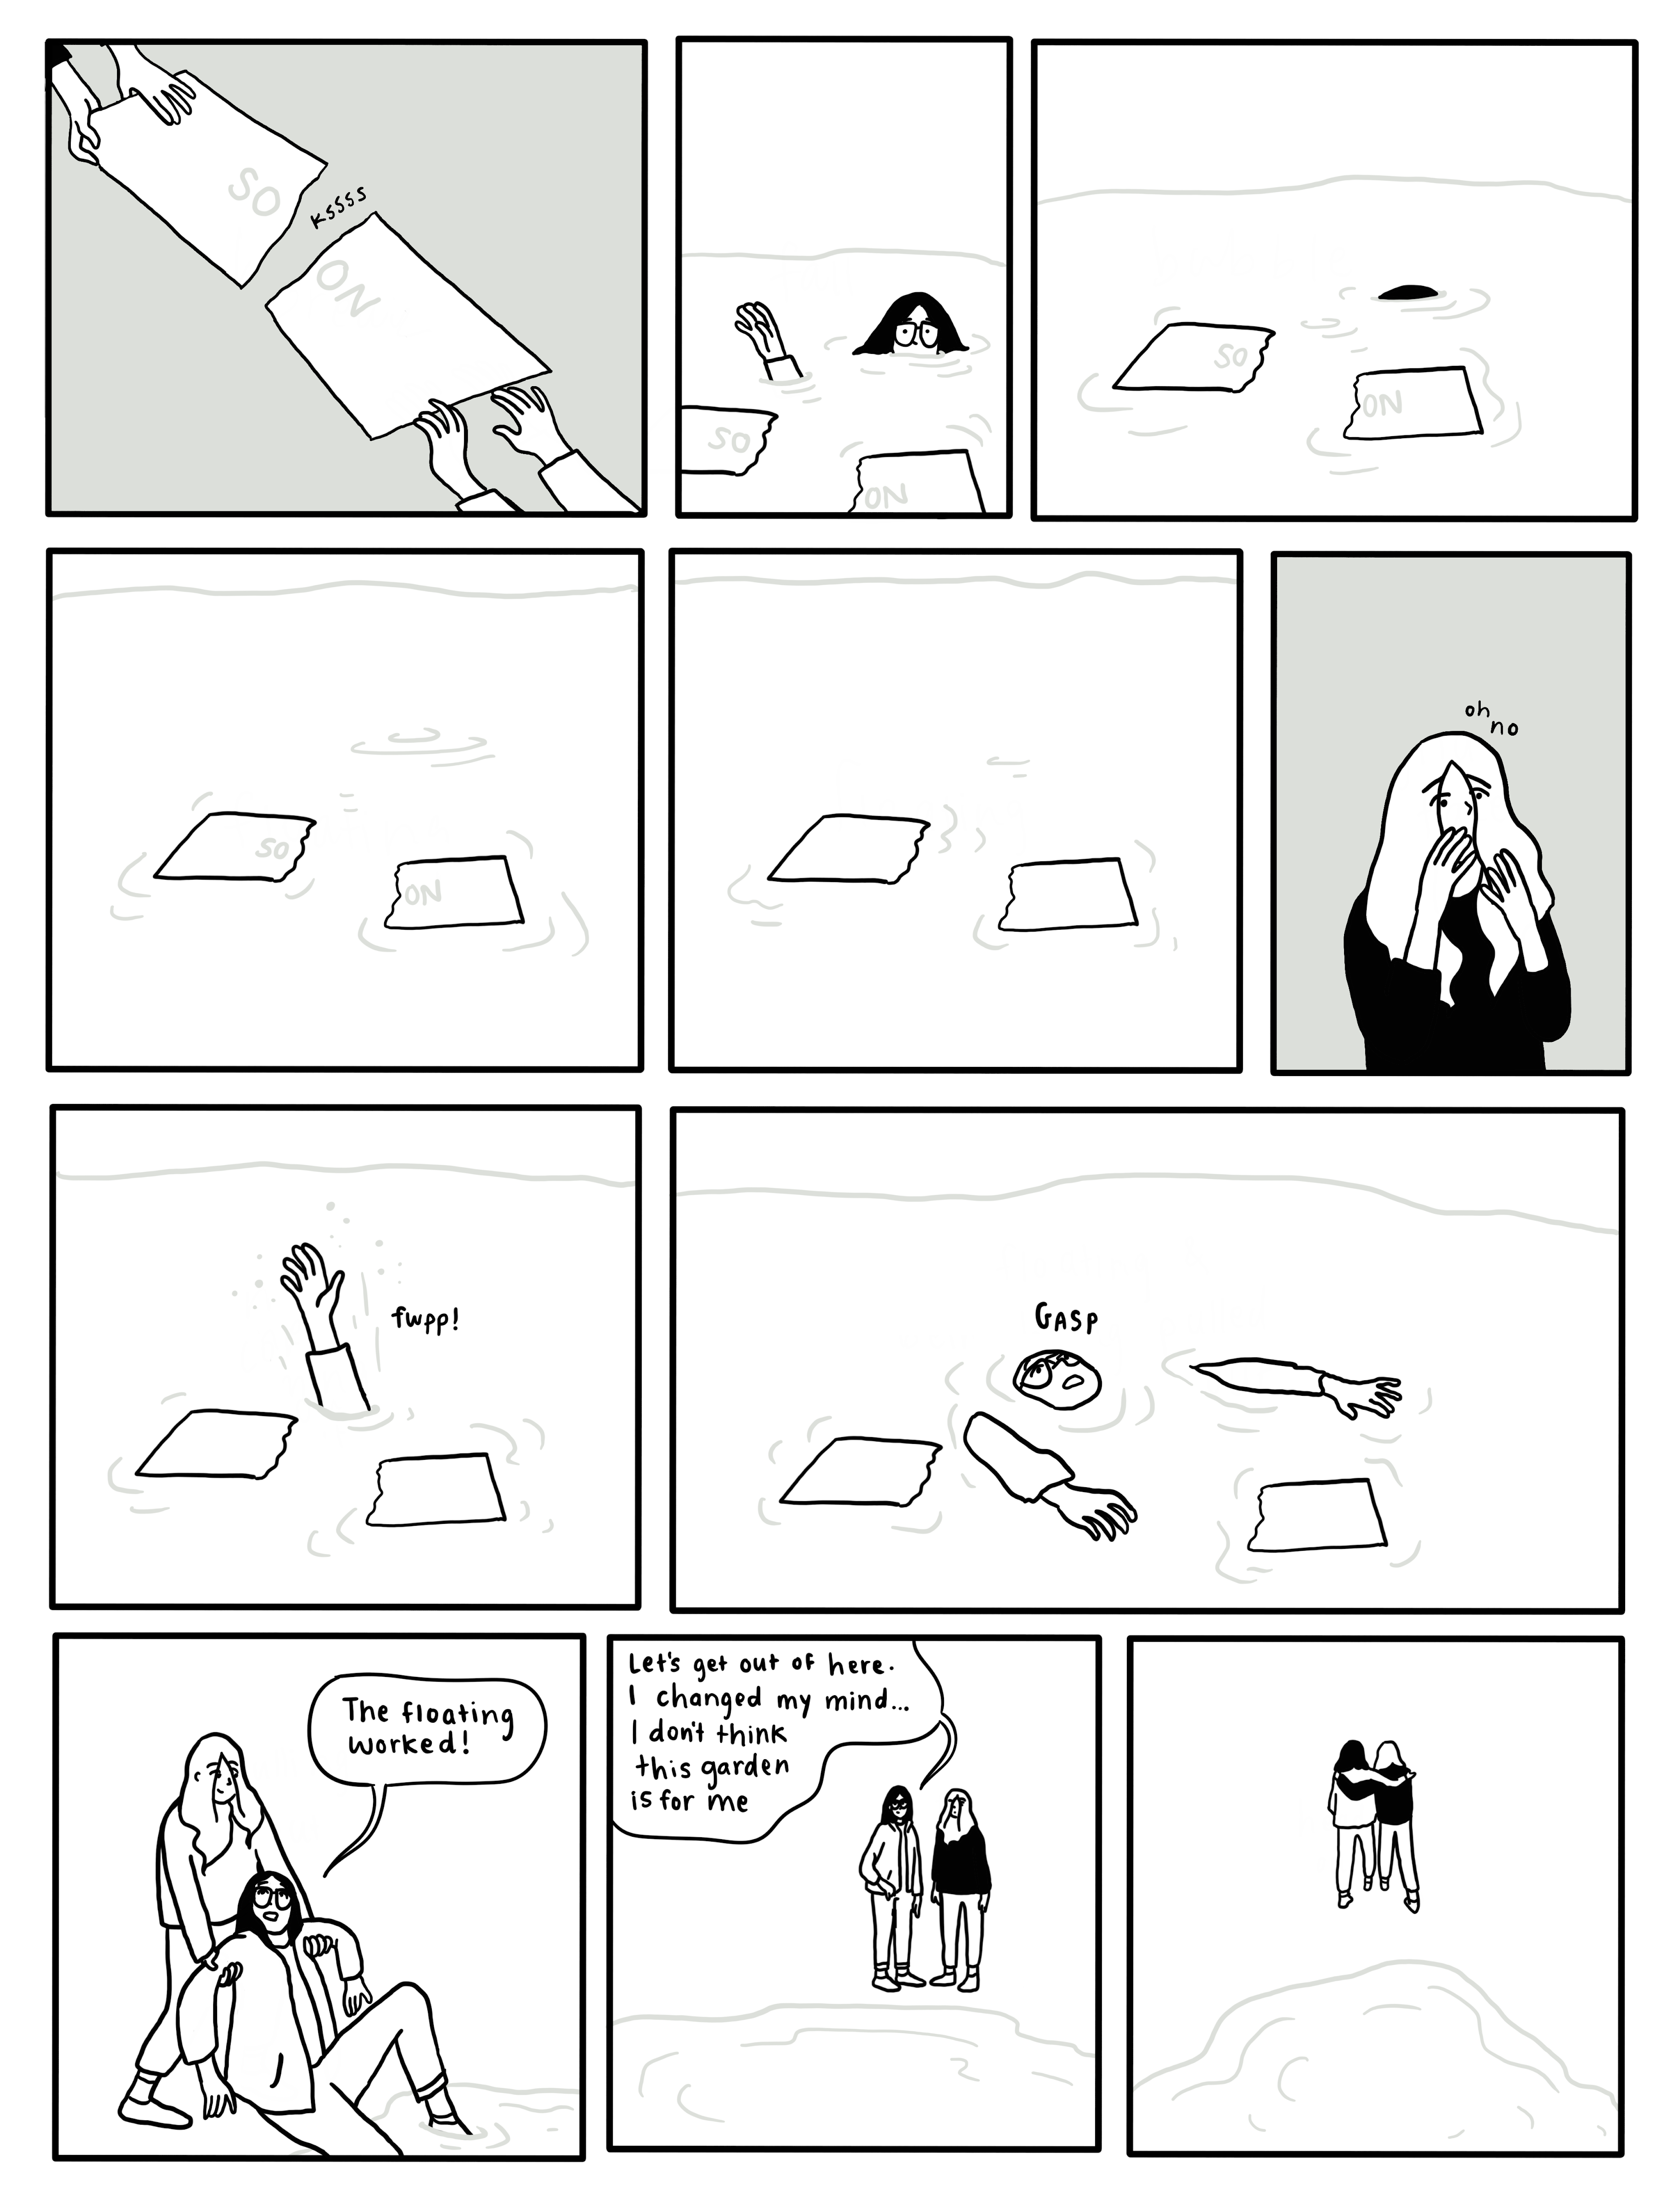 SO
kssss
ON
SO
ON
SO
ON
SO
ON
oh
no
fwpp!
GASP
The floating
worked!
Let's get out of here.
I changed my mind...
I don't think
this garden
is for me